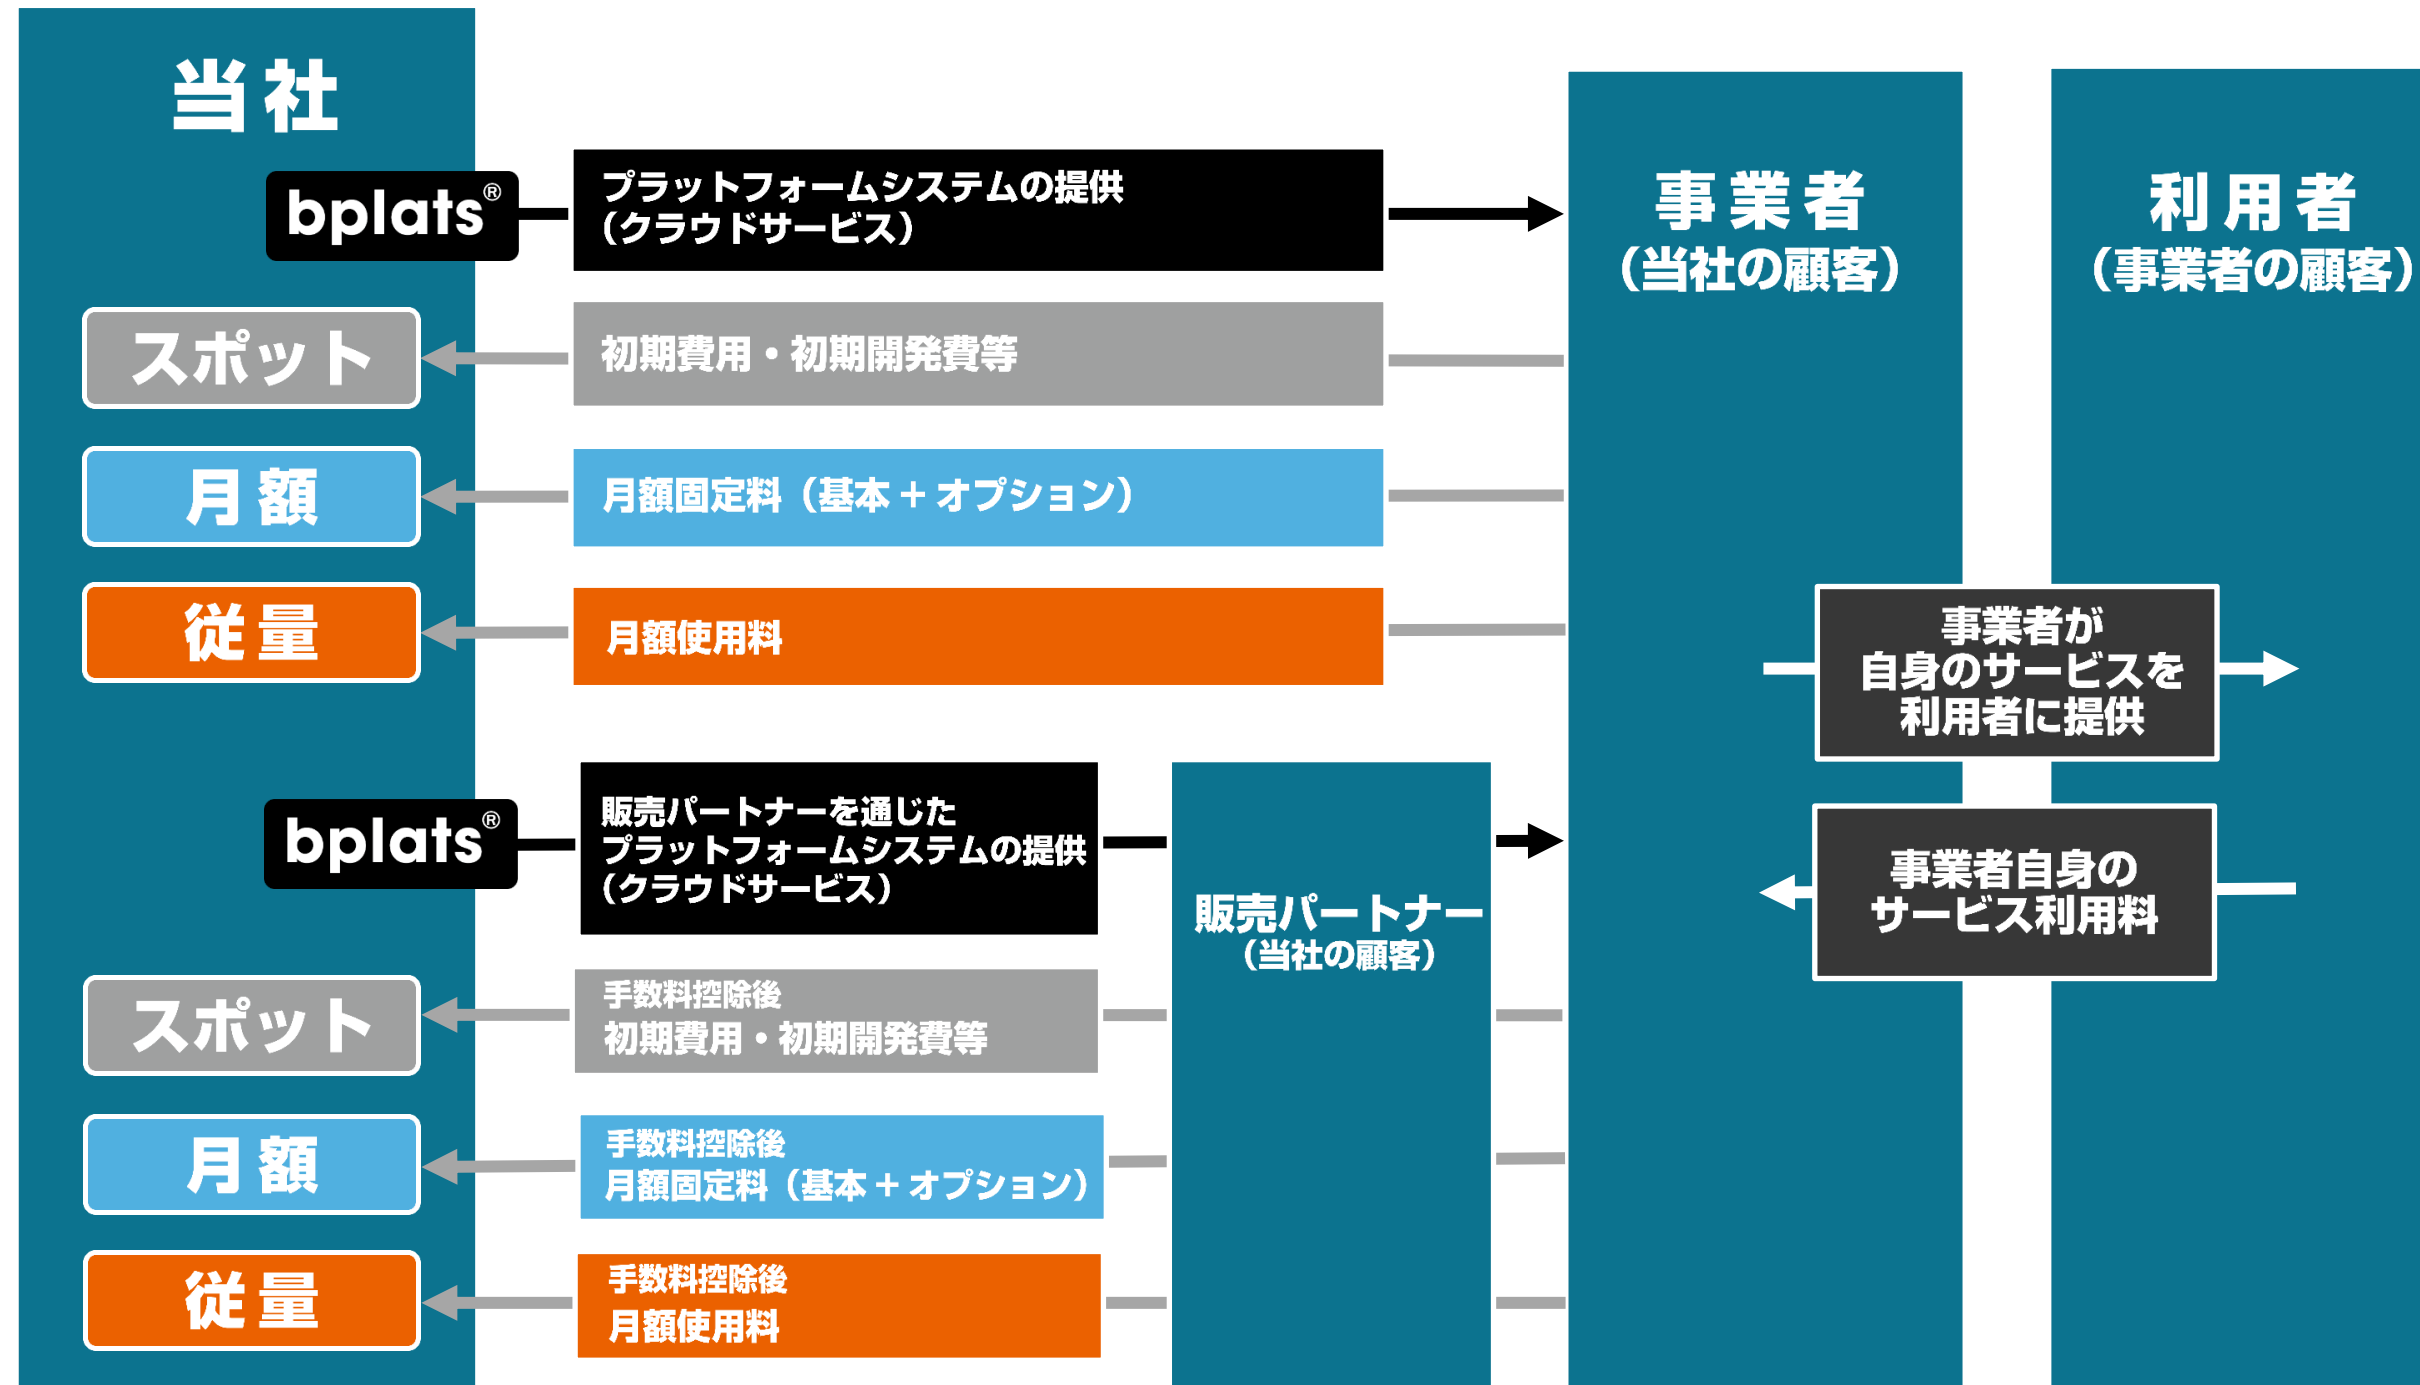 当社
bplats®
プラットフォームシステムの提供
（クラウドサービス）
スポット
初期費用・初期開発費等
月額
月額固定料（基本＋オプション）
従量
月額使用料
bplats®
販売パートナーを通じた
プラットフォームシステムの提供
（クラウドサービス）
スポット
手数料控除後
初期費用・初期開発費等
月額
手数料控除後
月額固定料（基本＋オプション）
従量
手数料控除後
月額使用料
販売パートナー
（当社の顧客）
事業者
（当社の顧客）
利用者
（事業者の顧客）
事業者が
自身のサービスを
利用者に提供
事業者自身の
サービス利用料